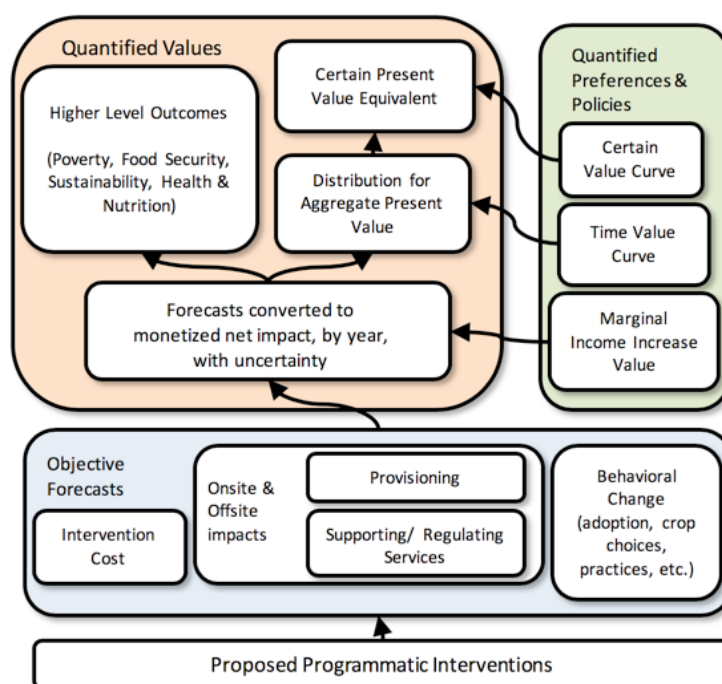 Quantified Values
Higher Level Outcomes
(Poverty, Food Security,
Sustainability, Health &
Nutrition)
Certain Present
Value Equivalent
Distribution for
Aggregate Present
Value
Forecasts converted to
monetized net impact, by year,
with uncertainty
Quantified
Preferences &
Policies
Certain
Value Curve
Time Value
Curve
Marginal
Income Increase
Value
Objective
Forecasts
Intervention
Cost
Onsite &
Offsite
impacts
Provisioning
Supporting/ Regulating
Services
Behavioral
Change
(adoption, crop
choices,
practices, etc.)
Proposed Programmatic Interventions